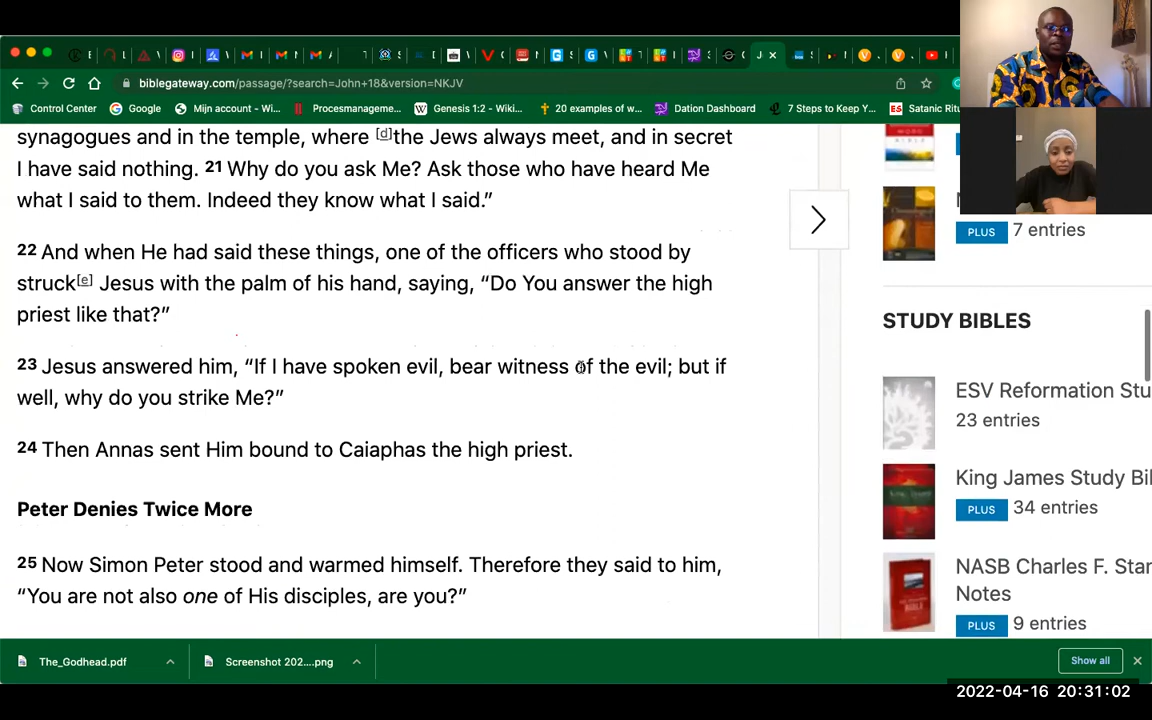 biblegateway.com/passage/?search=John+18&version=NKJV
Control Center Google Mijn account - Wi... Procesmanageme... Genesis 1:2 - Wiki... 20 examples of w... Dation Dashboard 7 Steps to Keep Y... Satanic Ritu
synagogues and in the temple, where [d]the Jews always meet, and in secret
I have said nothing. 21 Why do you ask Me? Ask those who have heard Me
what I said to them. Indeed they know what I said.”
22 And when He had said these things, one of the officers who stood by
struck[e] Jesus with the palm of his hand, saying, “Do You answer the high
priest like that?”
23 Jesus answered him, “If I have spoken evil, bear witness of the evil; but if
well, why do you strike Me?”
24 Then Annas sent Him bound to Caiaphas the high priest.
Peter Denies Twice More
25 Now Simon Peter stood and warmed himself. Therefore they said to him,
“You are not also one of His disciples, are you?”
PLUS 7 entries
STUDY BIBLES
ESV Reformation Stu
23 entries
King James Study Bil
PLUS 34 entries
NASB Charles F. Star
Notes
PLUS 9 entries
The_Godhead.pdf
Screenshot 202....png
Show all
2022-04-16 20:31:02